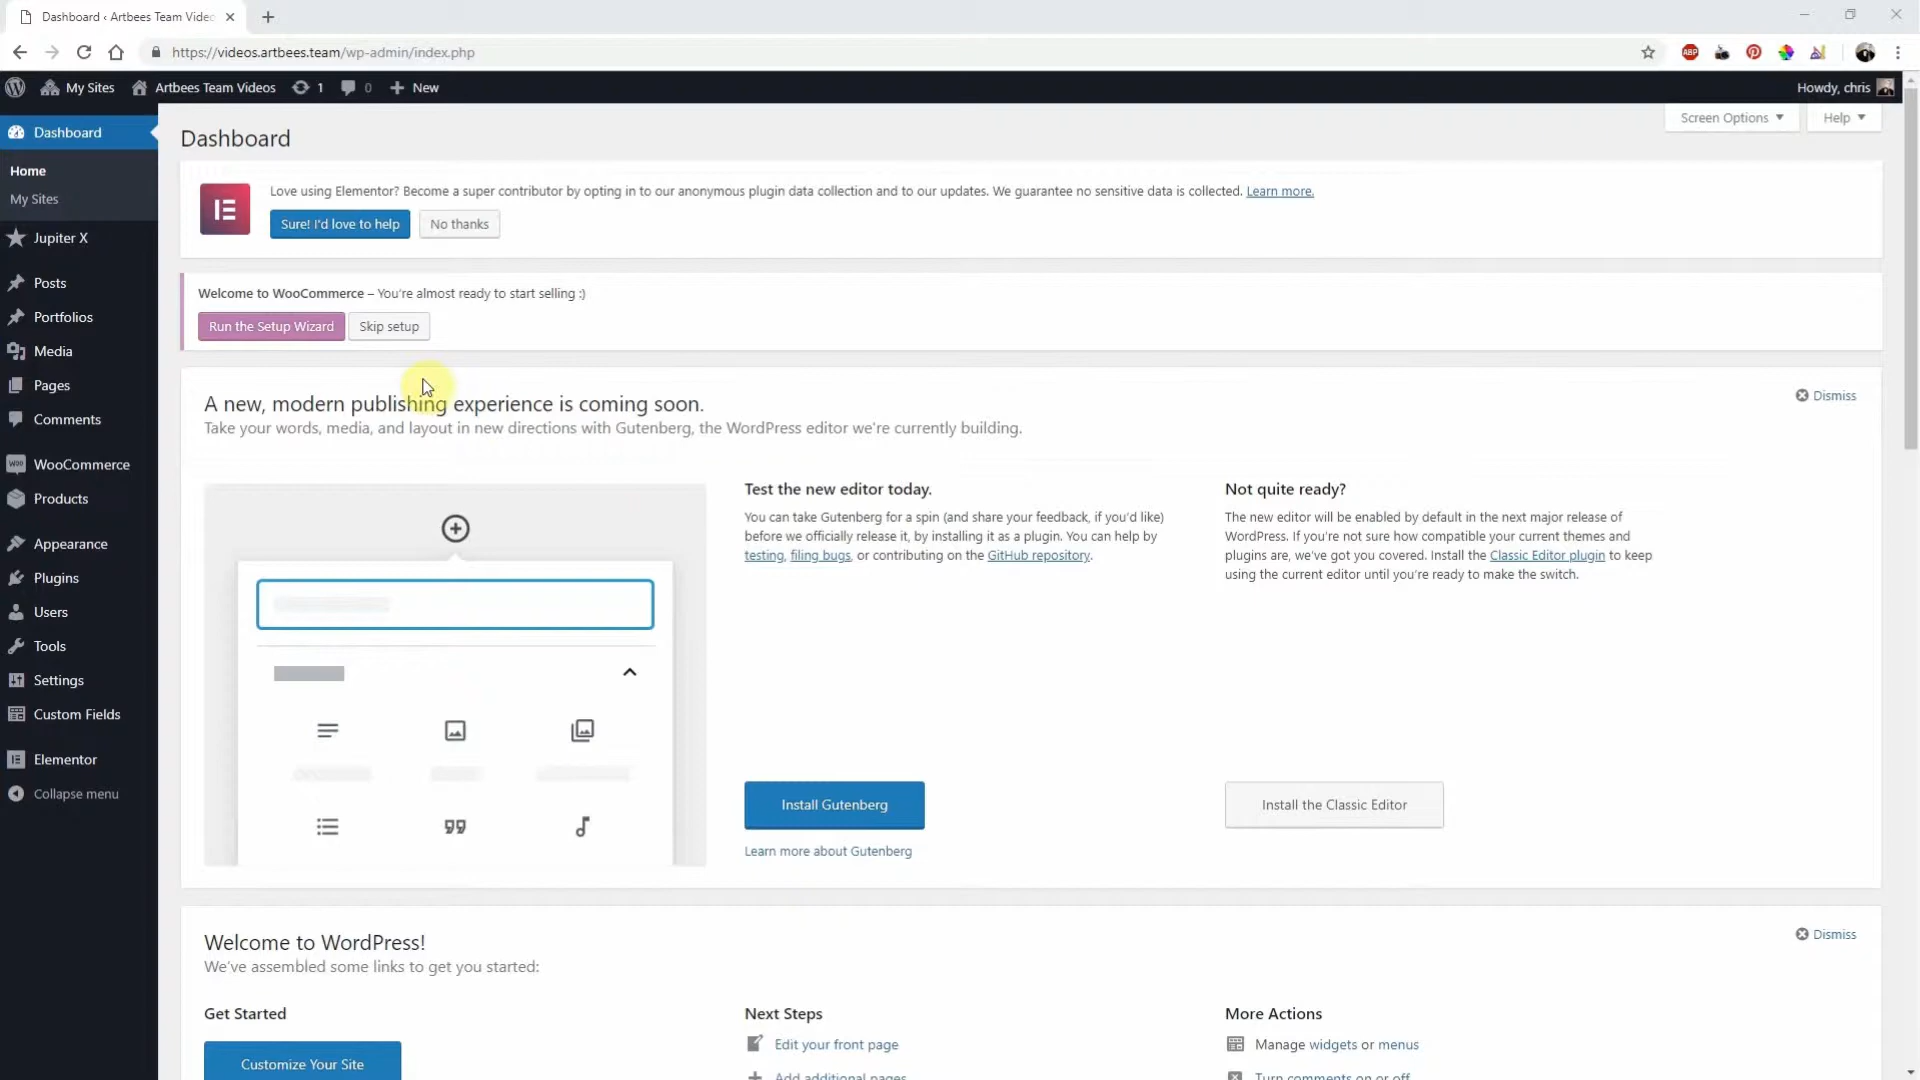 Dashboard ‹ Artbees Team Video
https://videos.artbees.team/wp-admin/index.php
ABP
My Sites
Artbees Team Videos
1
0
New
Howdy, chris
Dashboard
Home
My Sites
Jupiter X
Posts
Portfolios
Media
Pages
Comments
WooCommerce
Products
Appearance
Plugins
Users
Tools
Settings
Custom Fields
Elementor
Collapse menu
Screen Options
Help
Dashboard
Love using Elementor? Become a super contributor by opting in to our anonymous plugin data collection and to our updates. We guarantee no sensitive data is collected. Learn more.
Sure! I'd love to help
No thanks
Welcome to WooCommerce – You're almost ready to start selling :)
Run the Setup Wizard
Skip setup
A new, modern publishing experience is coming soon.
Dismiss
Take your words, media, and layout in new directions with Gutenberg, the WordPress editor we're currently building.
Test the new editor today.
You can take Gutenberg for a spin (and share your feedback, if you'd like)
before we officially release it, by installing it as a plugin. You can help by
testing, filing bugs, or contributing on the GitHub repository.
Install Gutenberg
Learn more about Gutenberg
Not quite ready?
The new editor will be enabled by default in the next major release of
WordPress. If you're not sure how compatible your current themes and
plugins are, we've got you covered. Install the Classic Editor plugin to keep
using the current editor until you're ready to make the switch.
Install the Classic Editor
Welcome to WordPress!
Dismiss
We've assembled some links to get you started:
Get Started
Customize Your Site
Next Steps
Edit your front page
Add additional pages
More Actions
Manage widgets or menus
Turn comments on or off